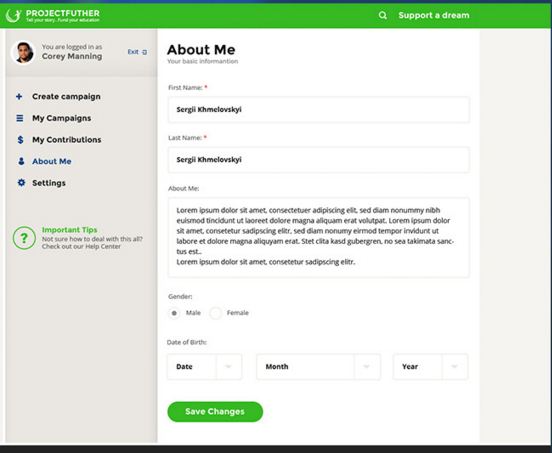 PROJECTFUTHER
Tell your story. Fund your education
Support a dream
You are logged in as
Corey Manning
Exit
Create campaign
My Campaigns
$ My Contributions
About Me
Settings
?
Important Tips
Not sure how to deal with this all?
Check out our Help Center
About Me
Your basic informantion
First Name: *
Sergii Khmelovskyi
Last Name: *
Sergii Khmelovskyi
About Me:
Lorem ipsum dolor sit amet, consectetuer adipiscing elit, sed diam nonummy nibh
euismod tincidunt ut laoreet dolore magna aliquam erat volutpat. Lorem ipsum dolor
sit amet, consetetur sadipscing elitr, sed diam nonumy eirmod tempor invidunt ut
labore et dolore magna aliquyam erat. Stet clita kasd gubergren, no sea takimata sanc-
tus est..
Lorem ipsum dolor sit amet, consetetur sadipscing elitr.
Gender:
Male Female
Date of Birth:
Date Month Year
Save Changes